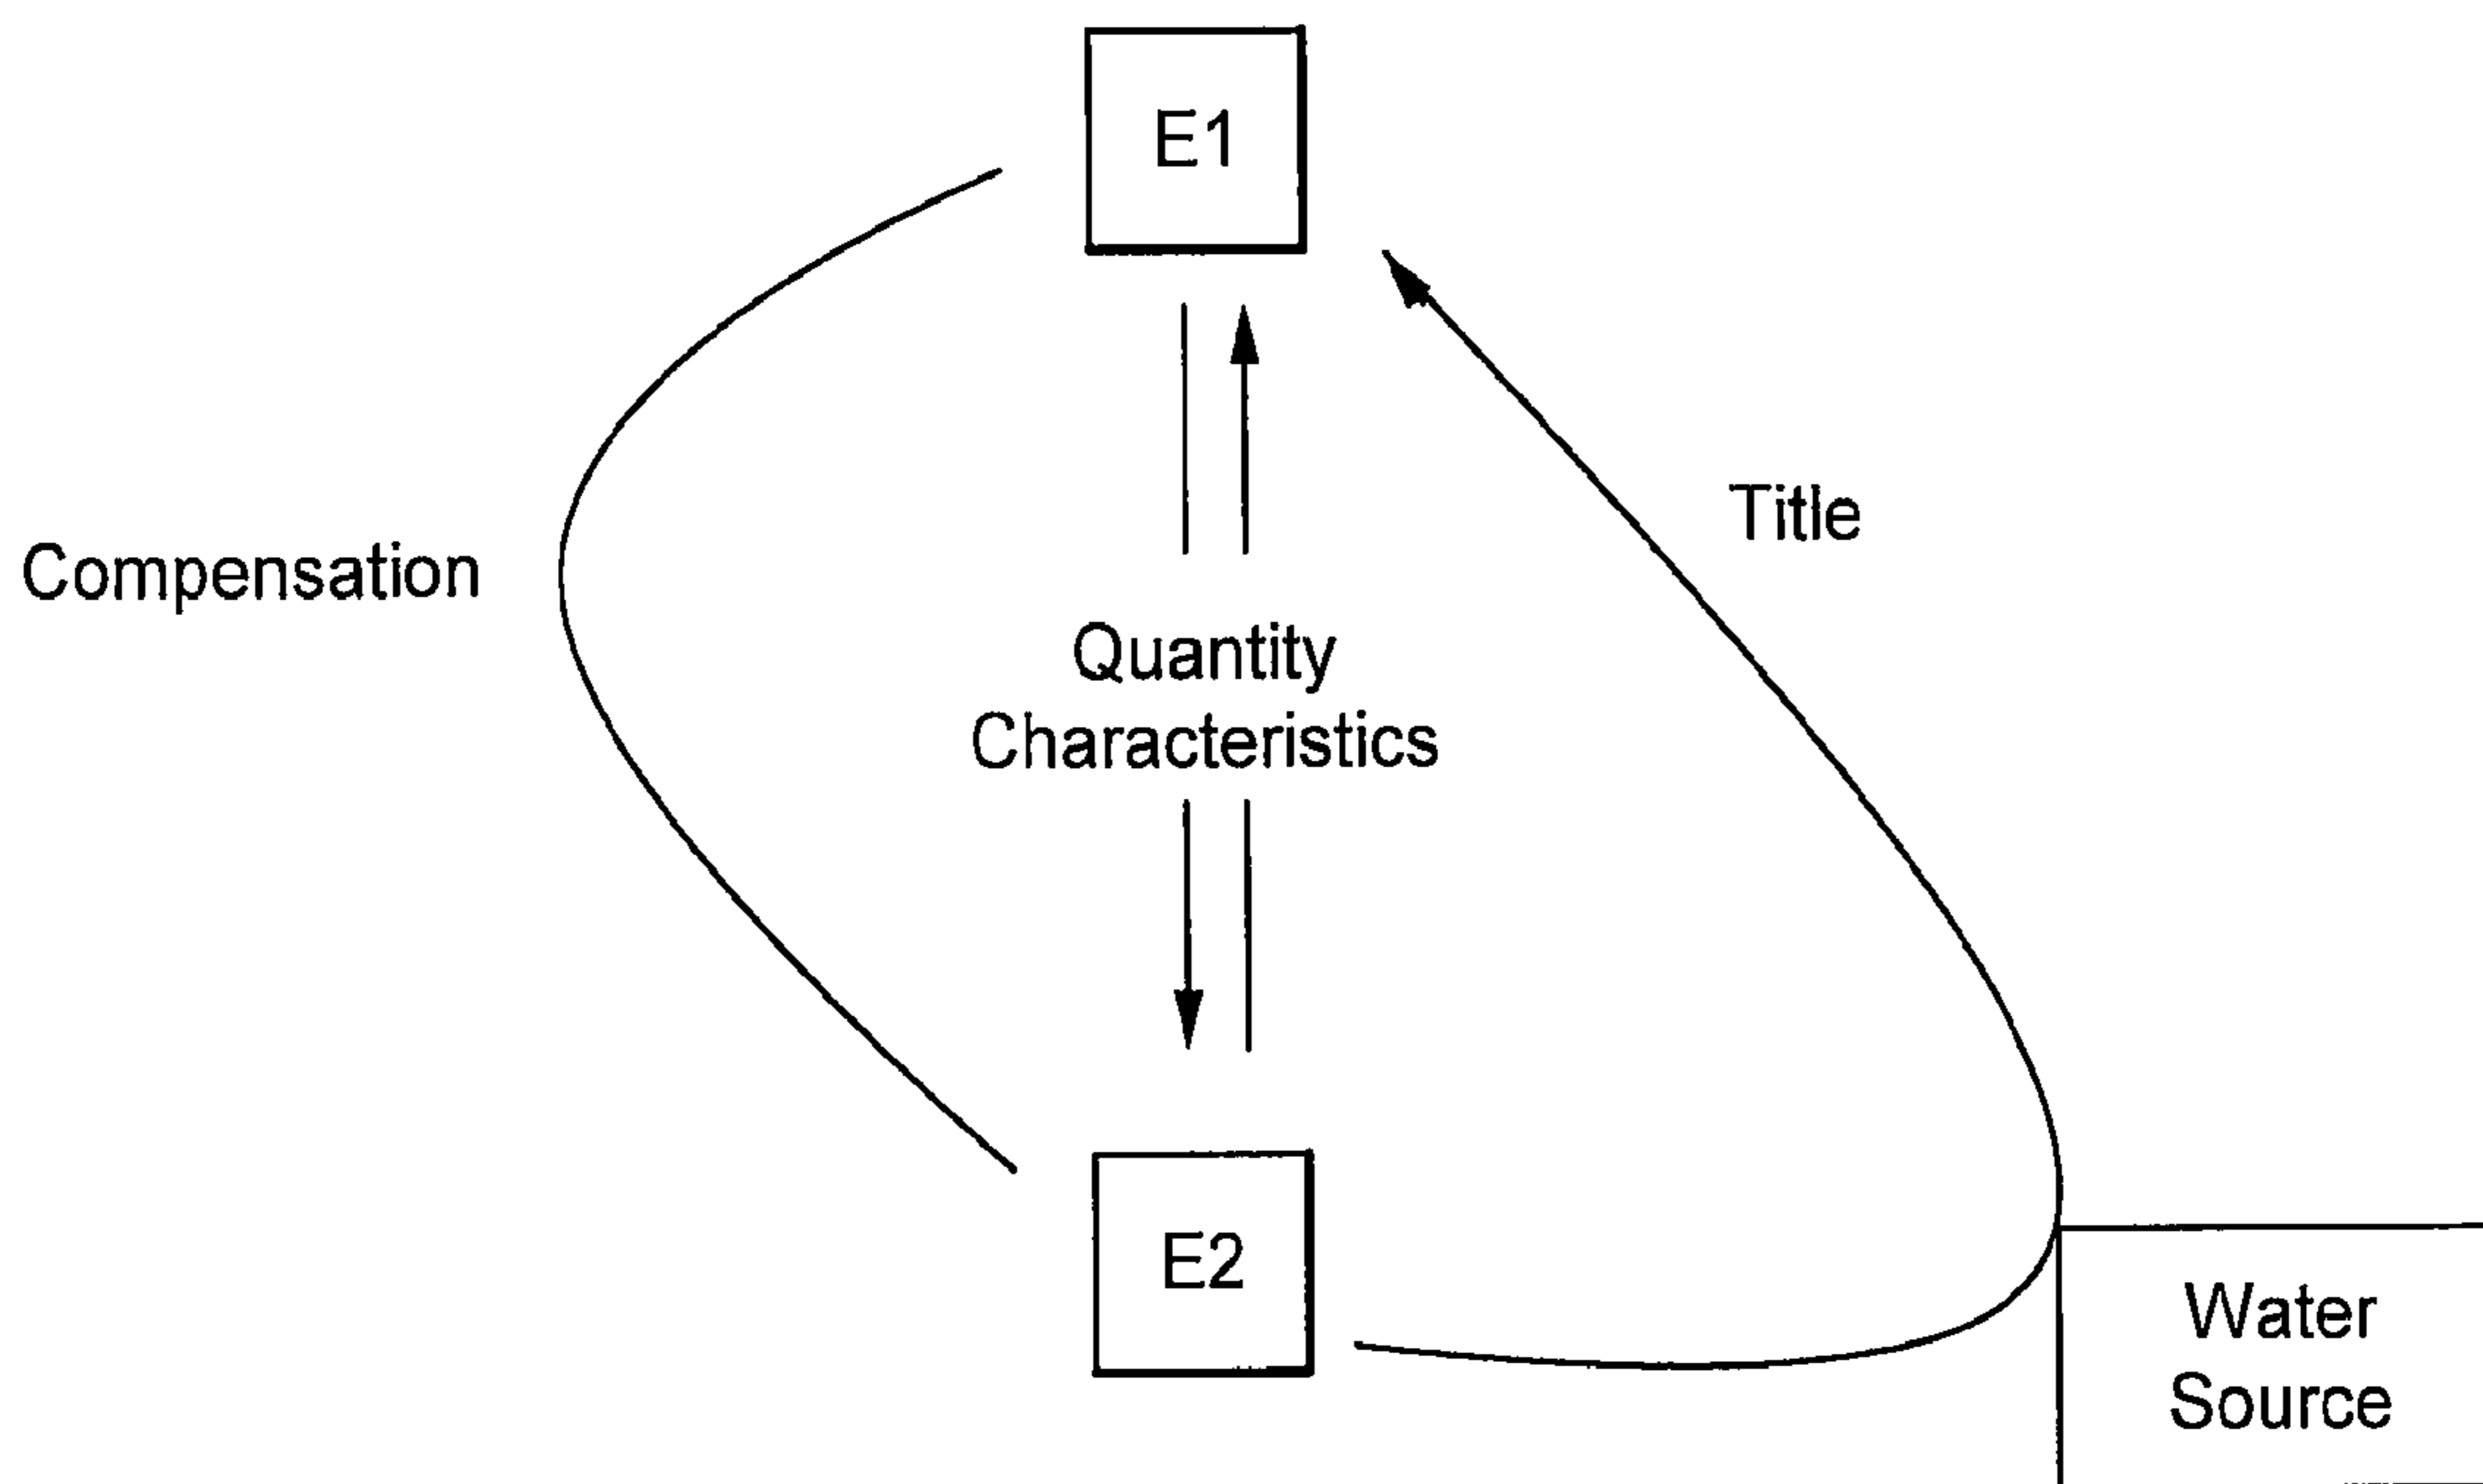 E1
Title
Compensation
Quantity
Characteristics
E2
Water
Source